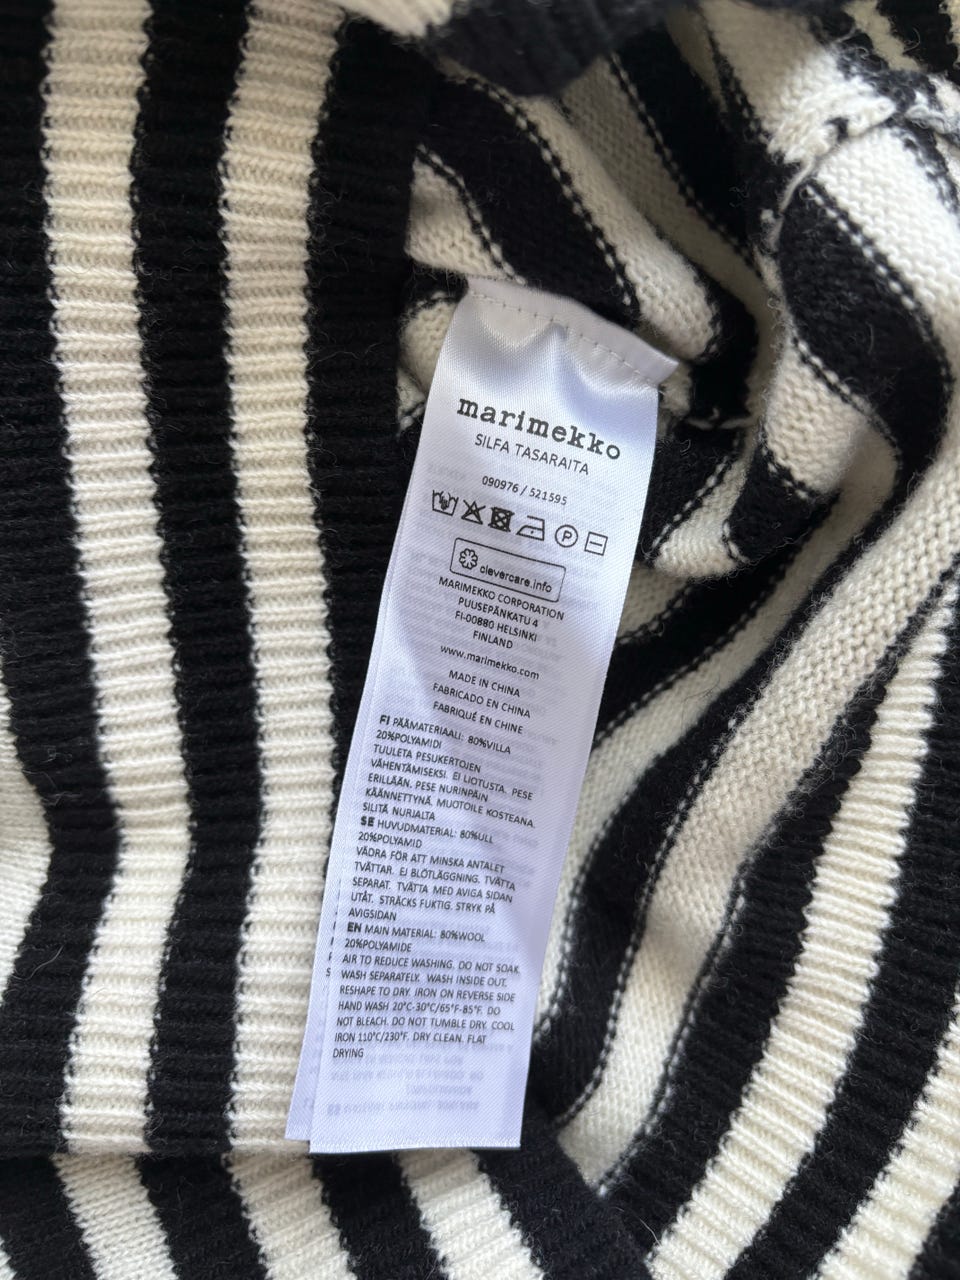 marimekko
SILFA TASARAITA
090976 / 521595
P
clevercare.info
MARIMEKKO CORPORATION
PUUSEPÄNKATU 4
FI-00880 HELSINKI
FINLAND
www.marimekko.com
MADE IN CHINA
FABRICADO EN CHINA
FABRIQUÉ EN CHINE
FI PÄÄMATERIAALI: 80%VILLA
20%POLYAMIDI
TUULETA PESUKERTOJEN
VÄHENTÄMISEKSI. EI LIOTUSTA. PESE
ERILLÄÄN. PESE NURINPÄIN
KÄÄNNETTYNÄ. MUOTOILE KOSTEANA.
SILITÄ NURJALTA
SE HUVUDMATERIAL: 80%ULL
20%POLYAMID
VÄDRA FÖR ATT MINSKA ANTALET
TVÄTTAR. EJ BLÖTLÄGGNING. TVÄTTA
SEPARAT. TVÄTTA MED AVIGA SIDAN
UTÅT. STRÄCKS FUKTIG. STRYK PÅ
AVIGSIDAN
EN MAIN MATERIAL: 80%WOOL
20%POLYAMIDE
AIR TO REDUCE WASHING. DO NOT SOAK.
WASH SEPARATELY. WASH INSIDE OUT.
RESHAPE TO DRY. IRON ON REVERSE SIDE
HAND WASH 20°C-30°C/65°F-85°F. DO
NOT BLEACH. DO NOT TUMBLE DRY. COOL
IRON 110°C/230°F. DRY CLEAN. FLAT
DRYING